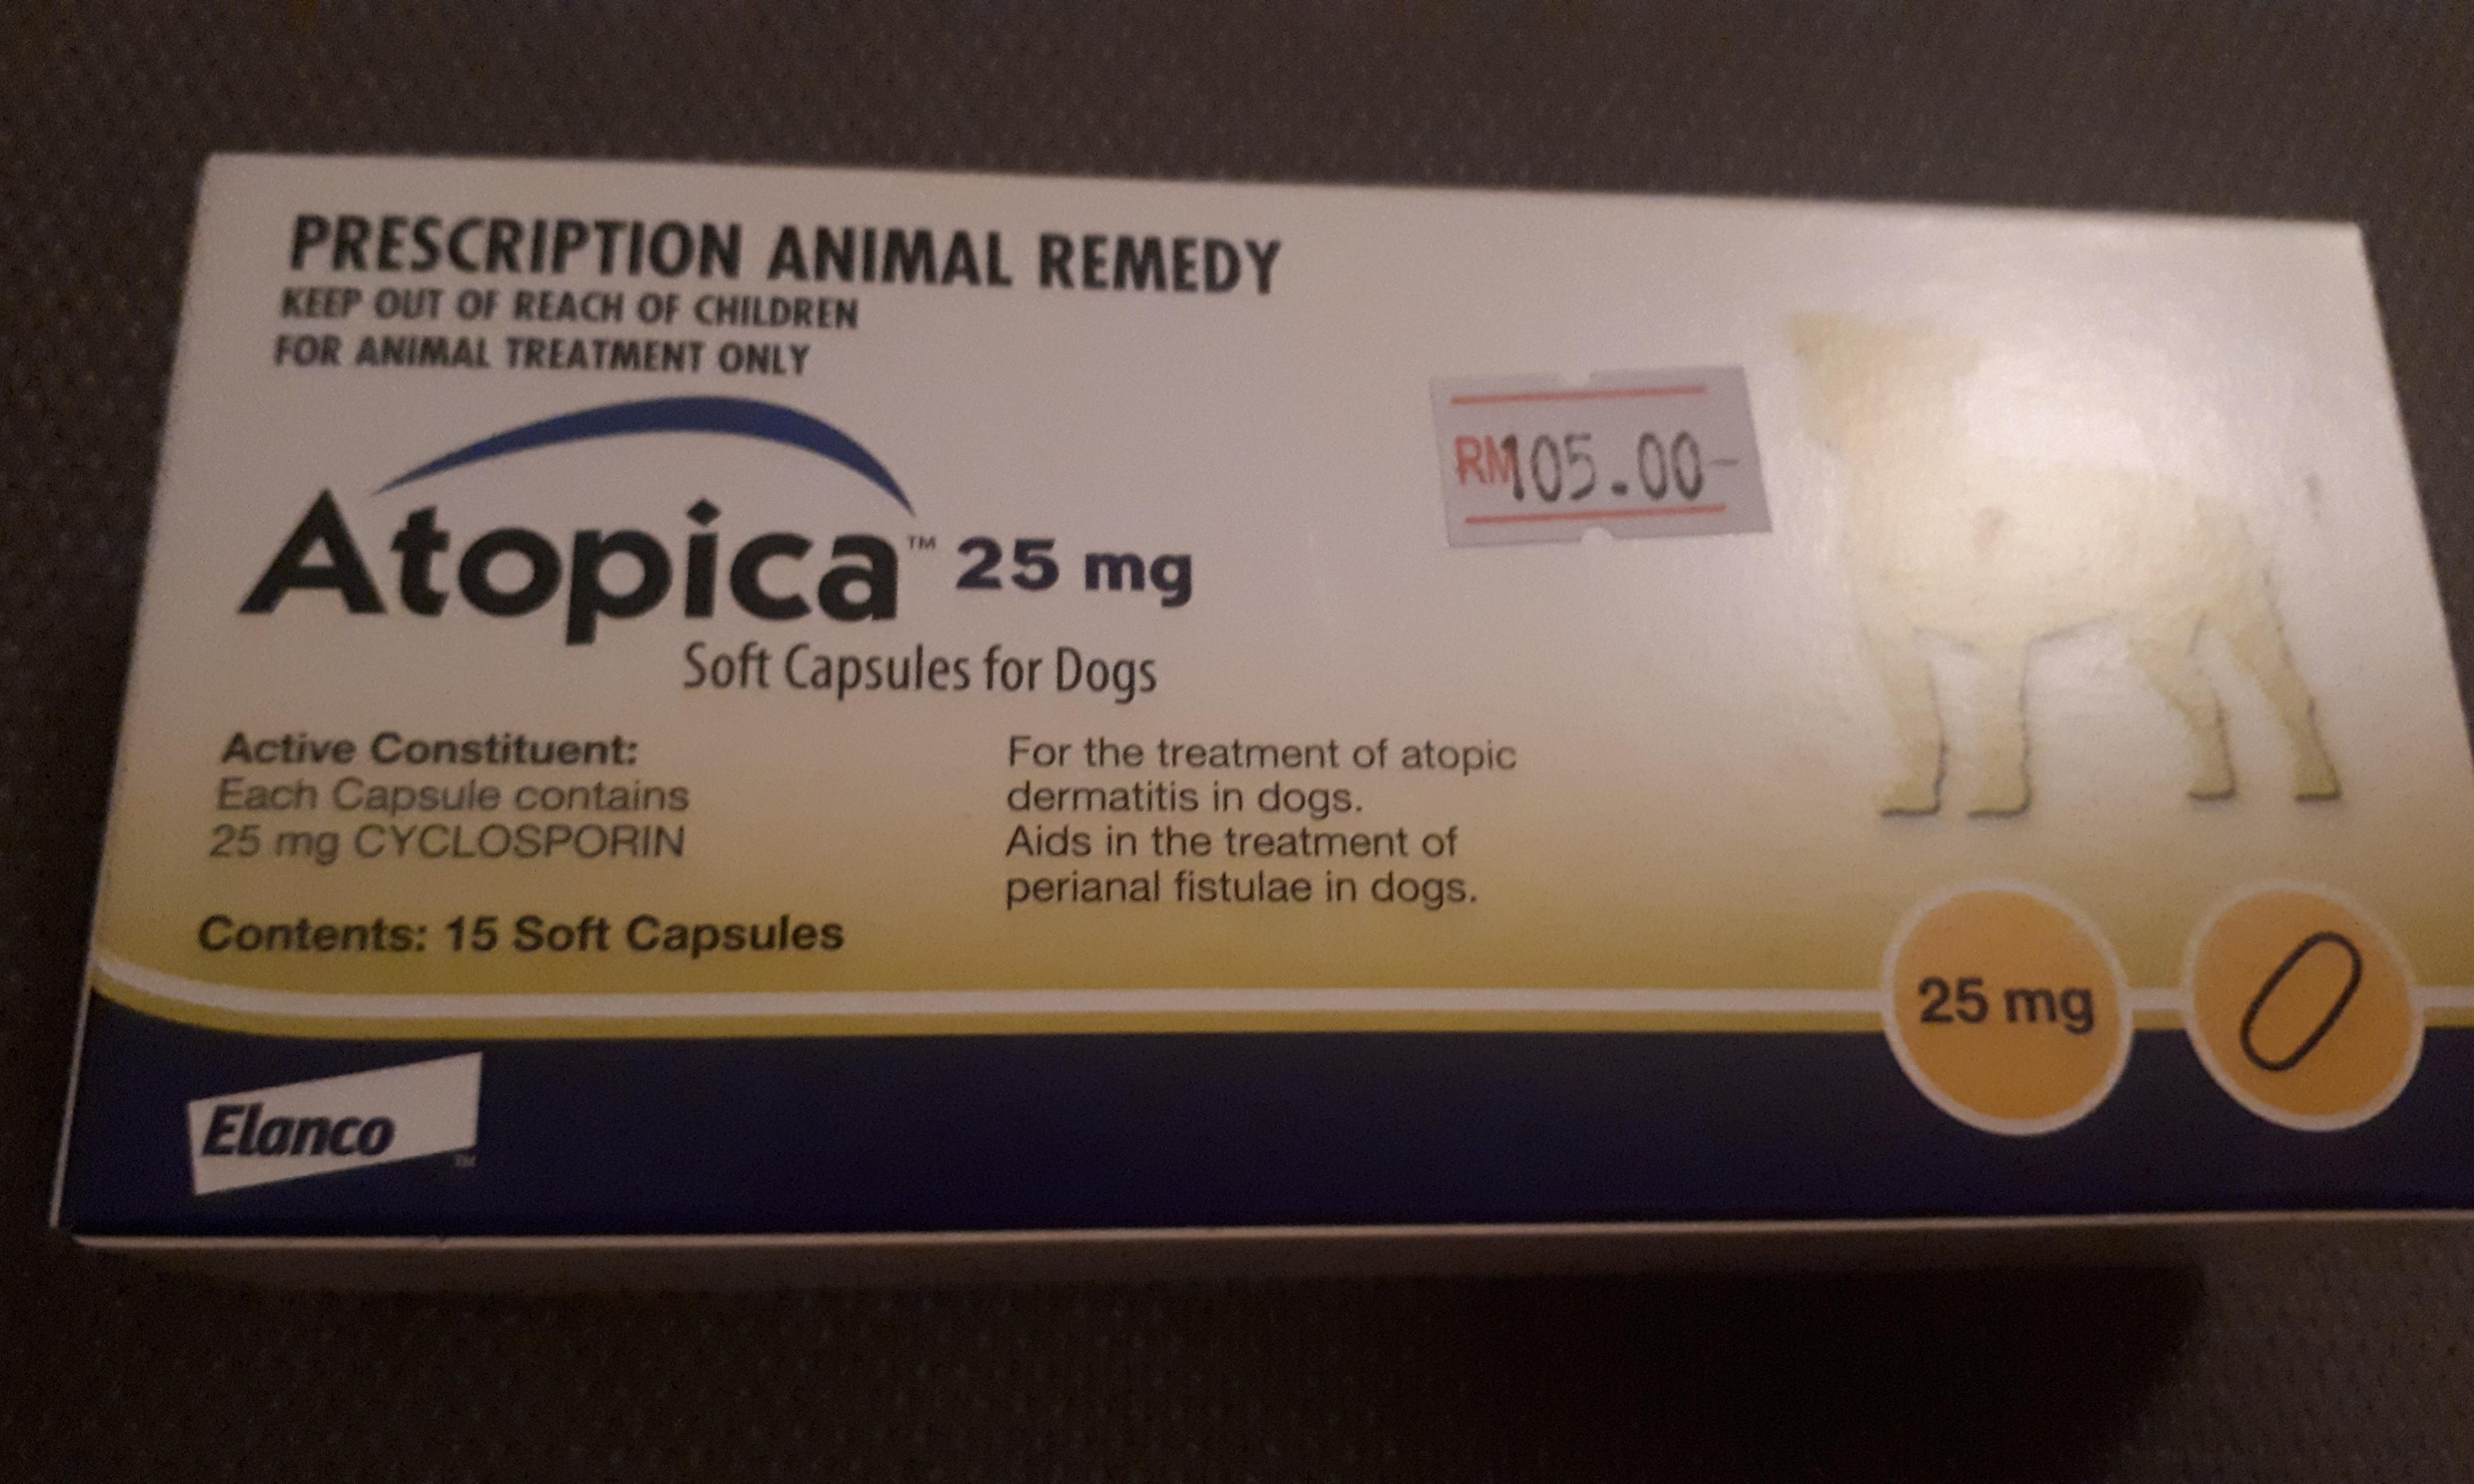 PRESCRIPTION ANIMAL REMEDY
KEEP OUT OF REACH OF CHILDREN
FOR ANIMAL TREATMENT ONLY
RM105.00-
Atopica™ 25 mg
Soft Capsules for Dogs
Active Constituent:
Each Capsule contains
25 mg CYCLOSPORIN
For the treatment of atopic
dermatitis in dogs.
Aids in the treatment of
perianal fistulae in dogs.
Contents: 15 Soft Capsules
25 mg
Elanco™